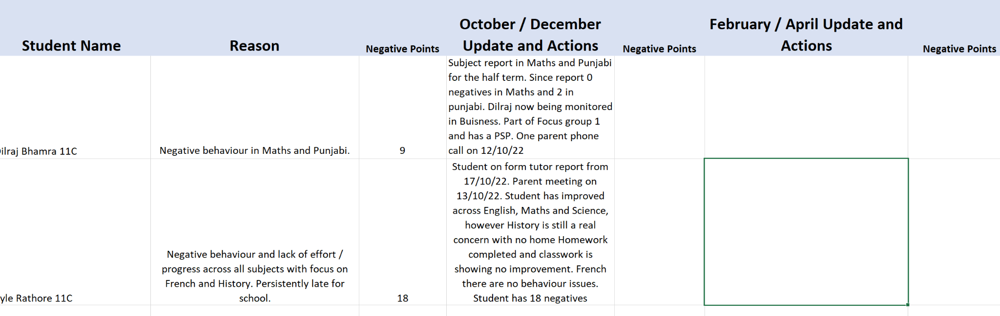 Student Name
Reason
Negative Points
October / December
Update and Actions
Negative Points
February / April Update and
Actions
Negative Points
ilraj Bhamra 11C
Negative behaviour in Maths and Punjabi.
9
Subject report in Maths and Punjabi
for the half term. Since report 0
negatives in Maths and 2 in
punjabi. Dilraj now being monitored
in Buisness. Part of Focus group 1
and has a PSP. One parent phone
call on 12/10/22
yle Rathore 11C
Negative behaviour and lack of effort /
progress across all subjects with focus on
French and History. Persistently late for
school.
18
Student on form tutor report from
17/10/22. Parent meeting on
13/10/22. Student has improved
across English, Maths and Science,
however History is still a real
concern with no home Homework
completed and classwork is
showing no improvement. French
there are no behaviour issues.
Student has 18 negatives